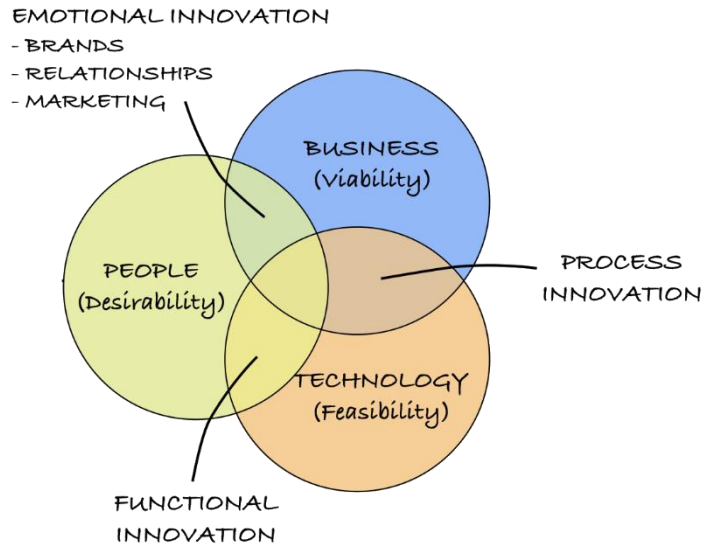 EMOTIONAL INNOVATION
- BRANDS
- RELATIONSHIPS
- MARKETING
BUSINESS
(Viability)
PEOPLE
(Desirability)
PROCESS
INNOVATION
TECHNOLOGY
(Feasibility)
FUNCTIONAL
INNOVATION